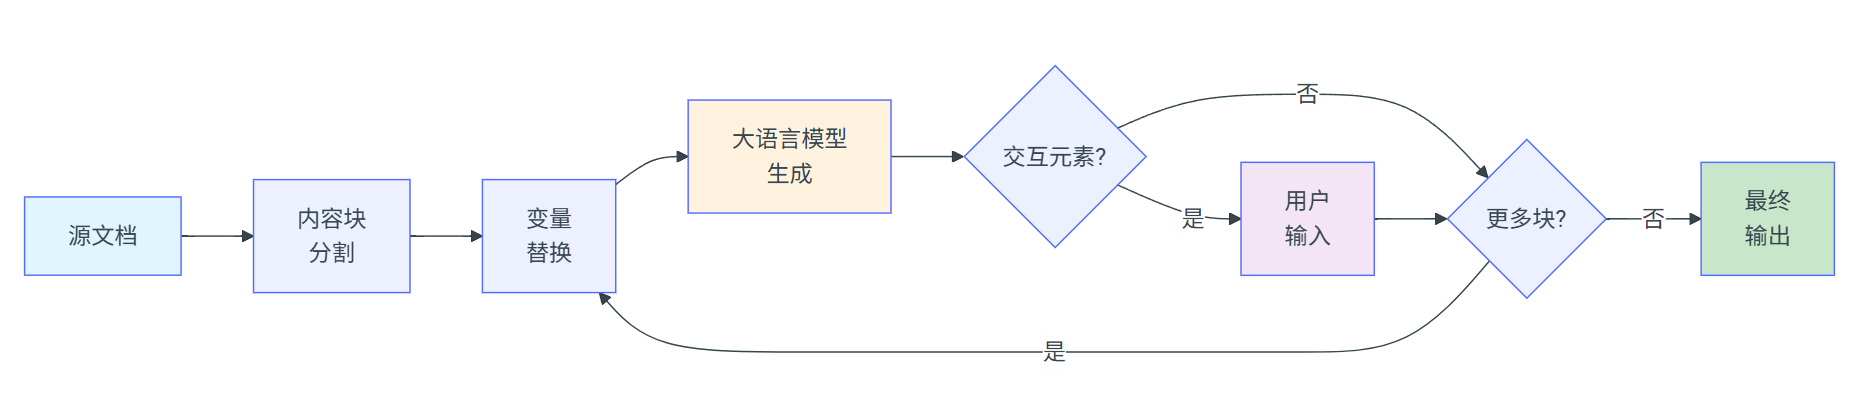 源文档
内容块
分割
变量
替换
大语言模型
生成
交互元素?
否
是
用户
输入
更多块?
否
最终
输出
是